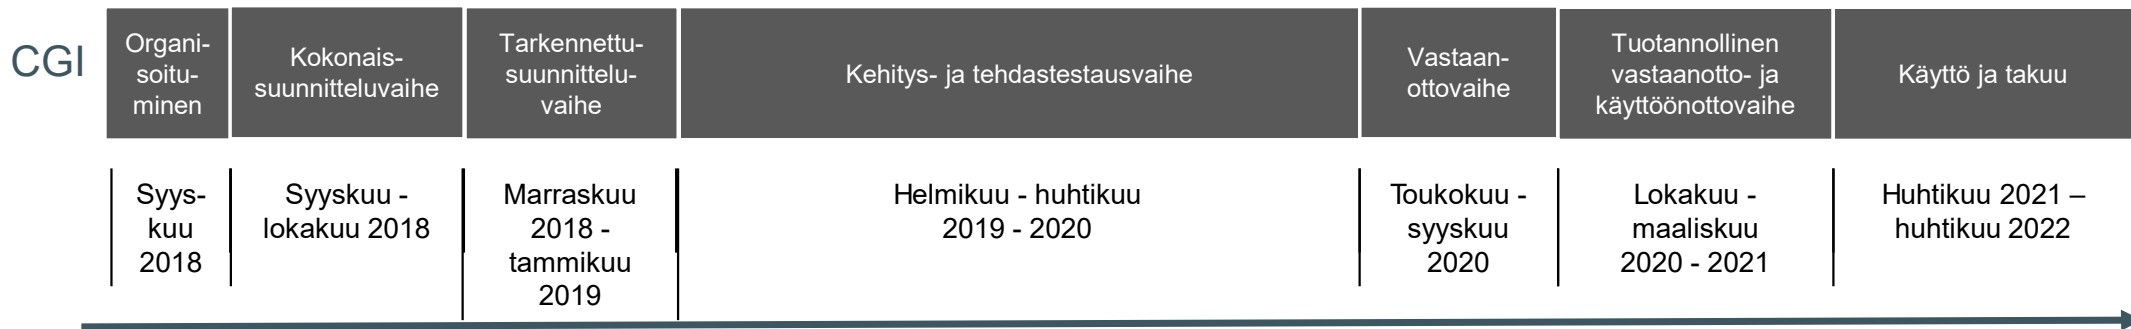 CGI
Organi-
soitu-
minen
Kokonais-
suunnitteluvaihe
Tarkennettu-
suunnittelu-
vaihe
Kehitys- ja tehdastestausvaihe
Vastaan-
ottovaihe
Tuotannollinen
vastaanotto- ja
käyttöönottovaihe
Käyttö ja takuu
Syys-
kuu
2018
Syyskuu -
lokakuu 2018
Marraskuu
2018 -
tammikuu
2019
Helmikuu - huhtikuu
2019 - 2020
Toukokuu -
syyskuu
2020
Lokakuu -
maaliskuu
2020 - 2021
Huhtikuu 2021 –
huhtikuu 2022